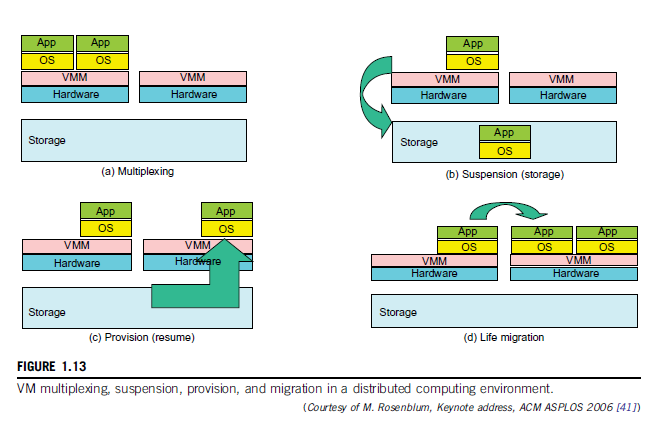 App App
OS OS
VMM VMM
Hardware Hardware
Storage
(a) Multiplexing
App
OS
VMM VMM
Hardware Hardware
Storage
App
OS
(b) Suspension (storage)
App App
OS OS
VMM VMM
Hardware Hardware
Storage
(c) Provision (resume)
App App App
OS OS OS
VMM VMM
Hardware Hardware
Storage
(d) Life migration
FIGURE 1.13
VM multiplexing, suspension, provision, and migration in a distributed computing environment.
(Courtesy of M. Rosenblum, Keynote address, ACM ASPLOS 2006 [41])